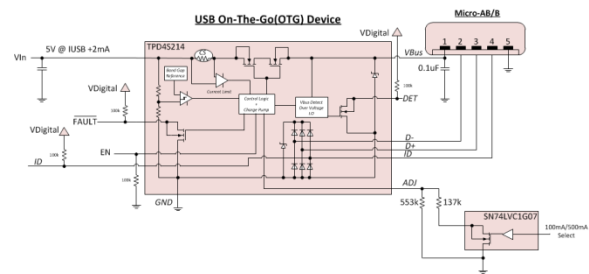 USB On-The-Go(OTG) Device
Micro-AB/B
TPD4S214
VDigital
VIn
5V @ IUSB +2mA
CS
VBus
1 2 3 4 5
0.1uF
Band Gap
Reference
Current Limit
VDigital
100k
FAULT
Control Logic
+
Charge Pump
Vbus Detect
Over Voltage
100k
DET
VDigital
100k
EN
ID
100k
D-
D+
ID
GND
ADJ
553k
137k
SN74LVC1G07
100mA/500mA
Select